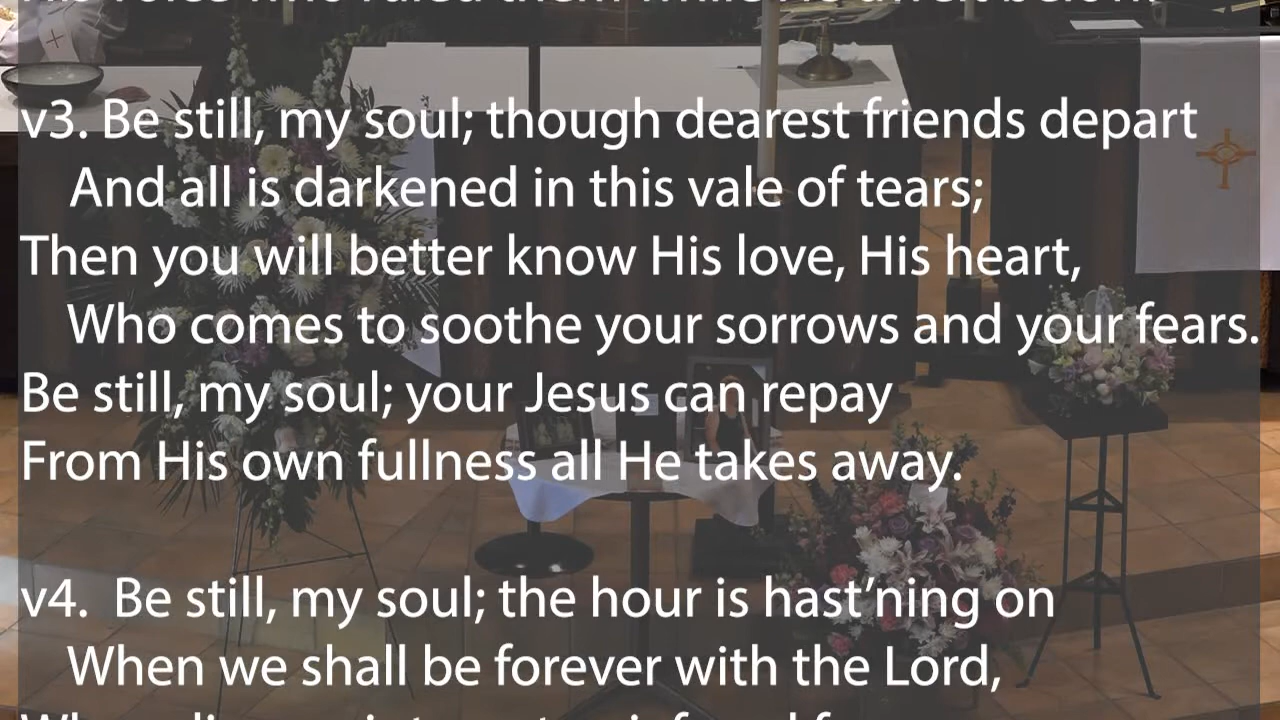 v3. Be still, my soul; though dearest friends depart
And all is darkened in this vale of tears;
Then you will better know His love, His heart,
Who comes to soothe your sorrows and your fears.
Be still, my soul; your Jesus can repay
From His own fullness all He takes away.
v4. Be still, my soul; the hour is hast’ning on
When we shall be forever with the Lord,